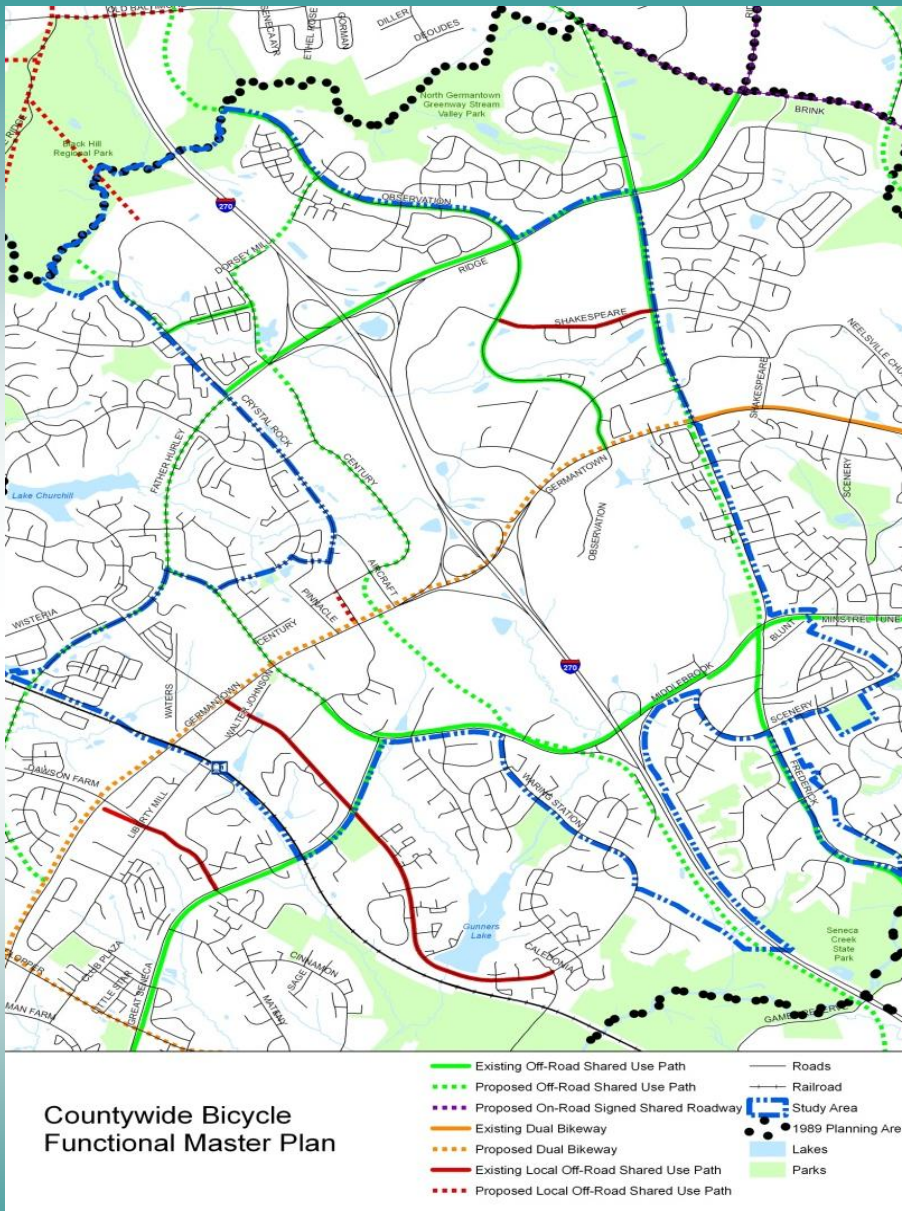 OLD BALTIMORE
SENECA AYR
ETHEL ROSE
GORMAN
DILLER
DEOUDES
North Germantown
Greenway Stream
Valley Park
BRINK
Black Hill
Regional Park
270
OBSERVATION
DORSEY MILL
RIDGE
SHAKESPEARE
NEELSVILLE CHU
SHAKESPEARE
CRYSTAL ROCK
FATHER HURLEY
CENTURY
GERMANTOWN
SCENERY
Lake Churchill
OBSERVATION
AIRCRAFT
PINNACLE
WISTERIA
CENTURY
MINSTREL TUNE
BLUNT
270
MIDDLEBROOK
WATERS
GERMANTOWN
WALTER JOHNSON
SCENERY
DAWSON FARM
LIBERTY MILL
WARING STATION
FREDERICK
Gunners
Lake
Seneca
Creek
State
Park
CLOPPER
CLUB PLAZA
LITTLE STAR
GREAT SENECA
CINNAMON
SAGE
CALEDONIA
MAN FARM
GAME PRESERVE
Countywide Bicycle
Functional Master Plan
Existing Off-Road Shared Use Path
Proposed Off-Road Shared Use Path
Proposed On-Road Signed Shared Roadway
Existing Dual Bikeway
Proposed Dual Bikeway
Existing Local Off-Road Shared Use Path
Proposed Local Off-Road Shared Use Path
Roads
Railroad
Study Area
1989 Planning Are
Lakes
Parks